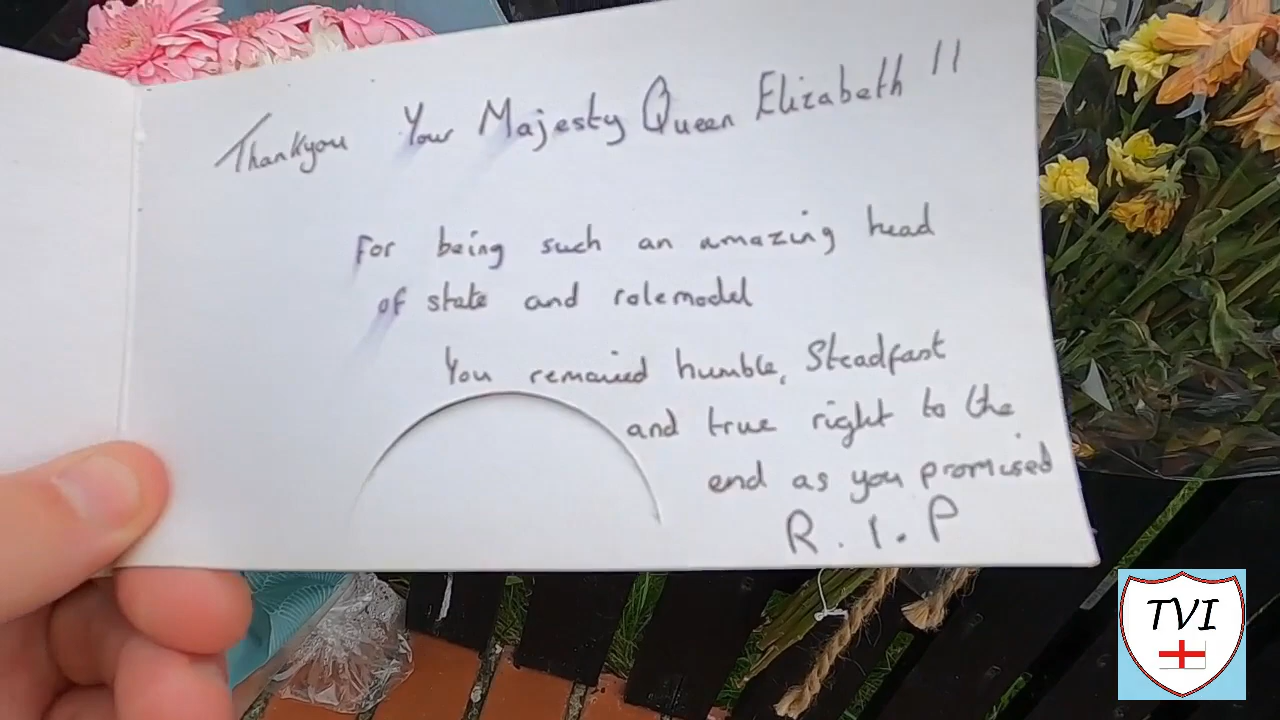 Thankyou Your Majesty Queen Elizabeth II
For being such an amazing head
of state and rolemodel
You remained humble, Steadfast
and true right to the
end as you promised
R.I.P
TVI